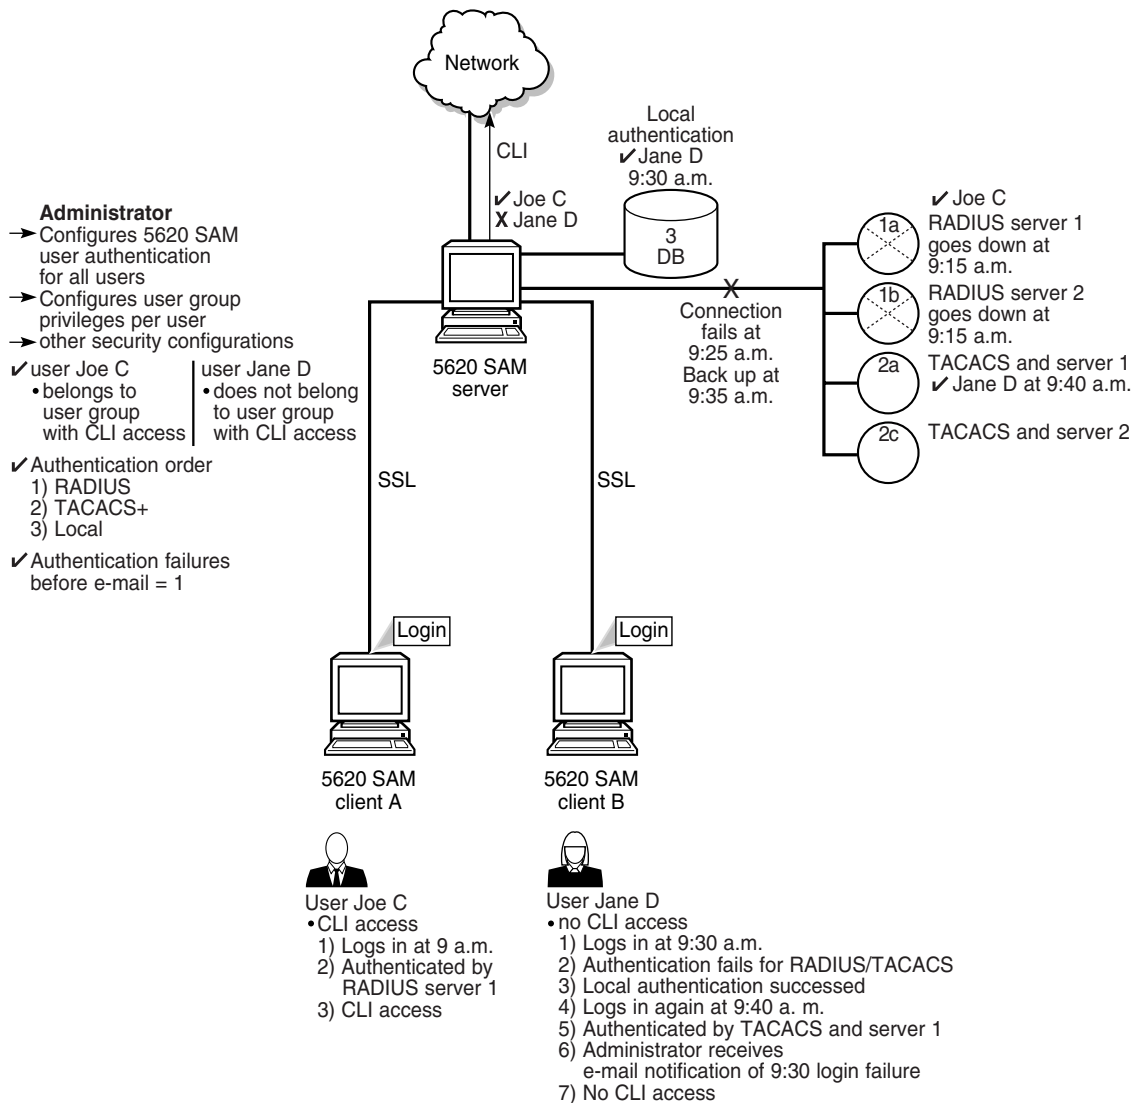 Network
CLI
✔ Joe C
X Jane D
Local
authentication
✔ Jane D
9:30 a.m.
3
DB
Administrator
→ Configures 5620 SAM
user authentication
for all users
→ Configures user group
privileges per user
→ other security configurations
✔ user Joe C
• belongs to
user group
with CLI access
user Jane D
• does not belong
to user group
with CLI access
✔ Authentication order
1) RADIUS
2) TACACS+
3) Local
✔ Authentication failures
before e-mail = 1
5620 SAM
server
X
Connection
fails at
9:25 a.m.
Back up at
9:35 a.m.
✔ Joe C
1a
RADIUS server 1
goes down at
9:15 a.m.
1b
RADIUS server 2
goes down at
9:15 a.m.
2a
TACACS and server 1
✔ Jane D at 9:40 a.m.
2c
TACACS and server 2
SSL
SSL
Login
Login
5620 SAM
client A
5620 SAM
client B
User Joe C
• CLI access
1) Logs in at 9 a.m.
2) Authenticated by
RADIUS server 1
3) CLI access
User Jane D
• no CLI access
1) Logs in at 9:30 a.m.
2) Authentication fails for RADIUS/TACACS
3) Local authentication successed
4) Logs in again at 9:40 a. m.
5) Authenticated by TACACS and server 1
6) Administrator receives
e-mail notification of 9:30 login failure
7) No CLI access